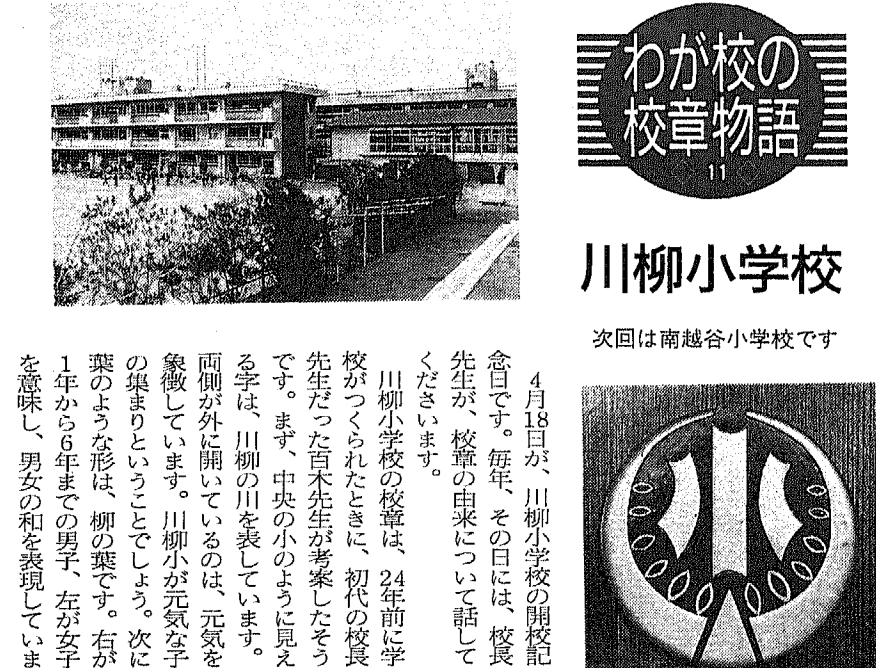 わが校の
校章物語
11
川柳小学校
次回は南越谷小学校です
4月18日が、川柳小学校の開校記
念日です。毎年、その日には、校長
先生が、校章の由来について話して
くださいます。
川柳小学校の校章は、24年前に学
校がつくられたときに、初代の校長
先生だった百木先生が考案したそう
です。まず、中央の小のように見え
る字は、川柳の川を表しています。
両側が外に開いているのは、元気を
象徴しています。川柳小が元気な子
の集まりということでしょう。次に
葉のような形は、柳の葉です。右が
1年から6年までの男子、左が女子
を意味し、男女の和を表現していま